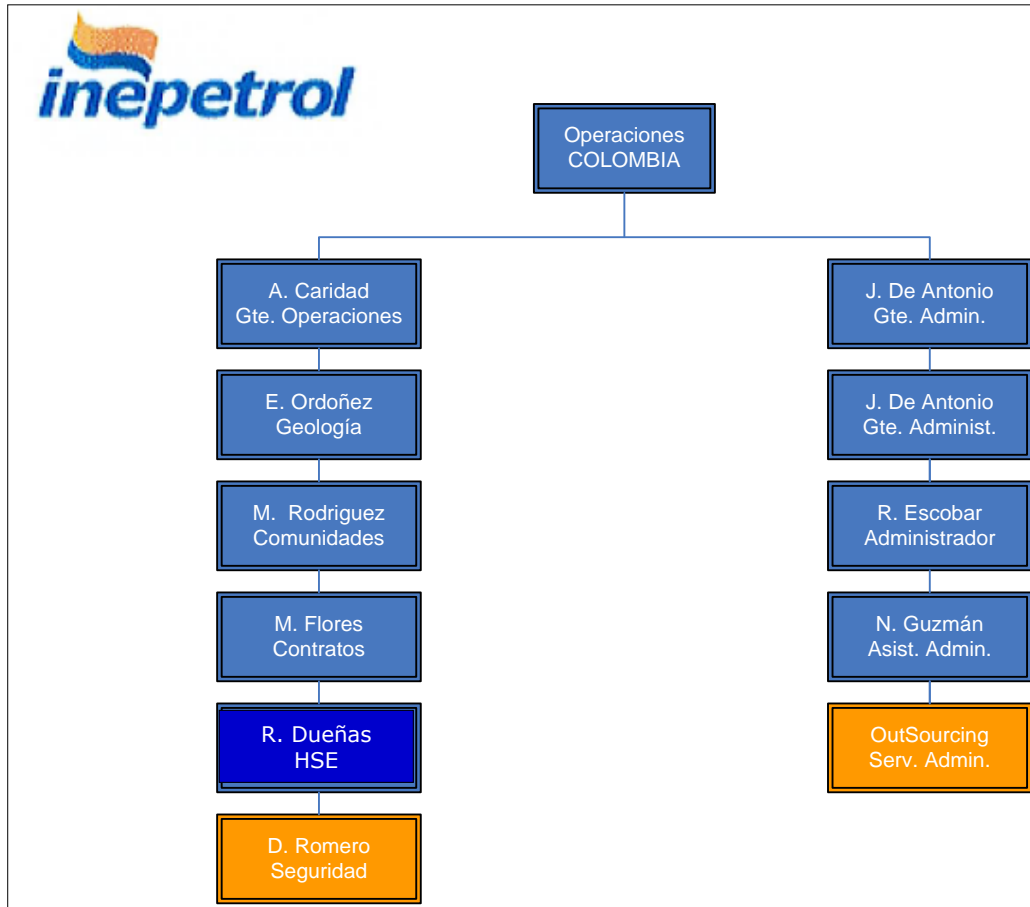 inepetrol
Operaciones
COLOMBIA
A. Caridad
Gte. Operaciones
J. De Antonio
Gte. Admin.
E. Ordoñez
Geología
J. De Antonio
Gte. Administ.
M. Rodriguez
Comunidades
R. Escobar
Administrador
M. Flores
Contratos
N. Guzmán
Asist. Admin.
R. Dueñas
HSE
OutSourcing
Serv. Admin.
D. Romero
Seguridad